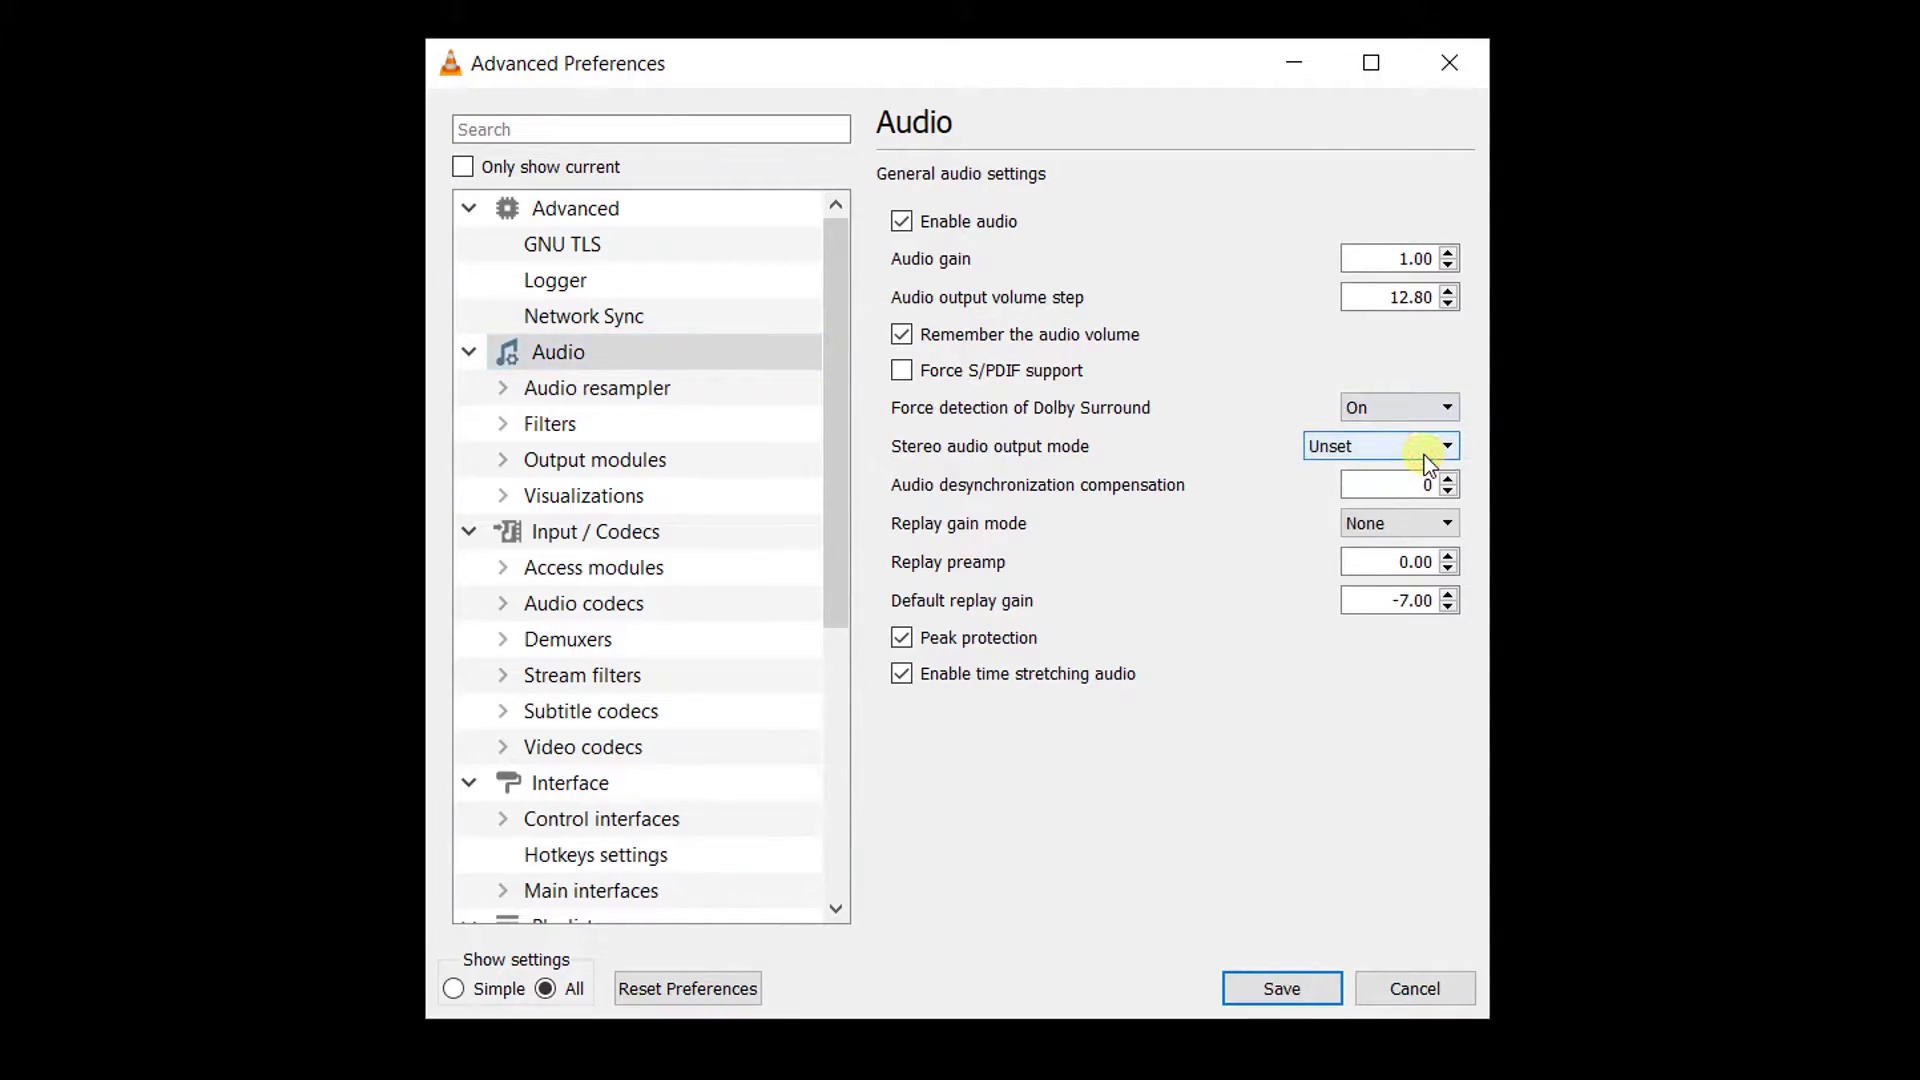 Advanced Preferences
Search
Only show current
Advanced
GNU TLS
Logger
Network Sync
Audio
Audio resampler
Filters
Output modules
Visualizations
Input / Codecs
Access modules
Audio codecs
Demuxers
Stream filters
Subtitle codecs
Video codecs
Interface
Control interfaces
Hotkeys settings
Main interfaces
Audio
General audio settings
Enable audio
Audio gain 1.00
Audio output volume step 12.80
Remember the audio volume
Force S/PDIF support
Force detection of Dolby Surround On
Stereo audio output mode Unset
Audio desynchronization compensation 0
Replay gain mode None
Replay preamp 0.00
Default replay gain -7.00
Peak protection
Enable time stretching audio
Show settings
Simple All Reset Preferences Save Cancel